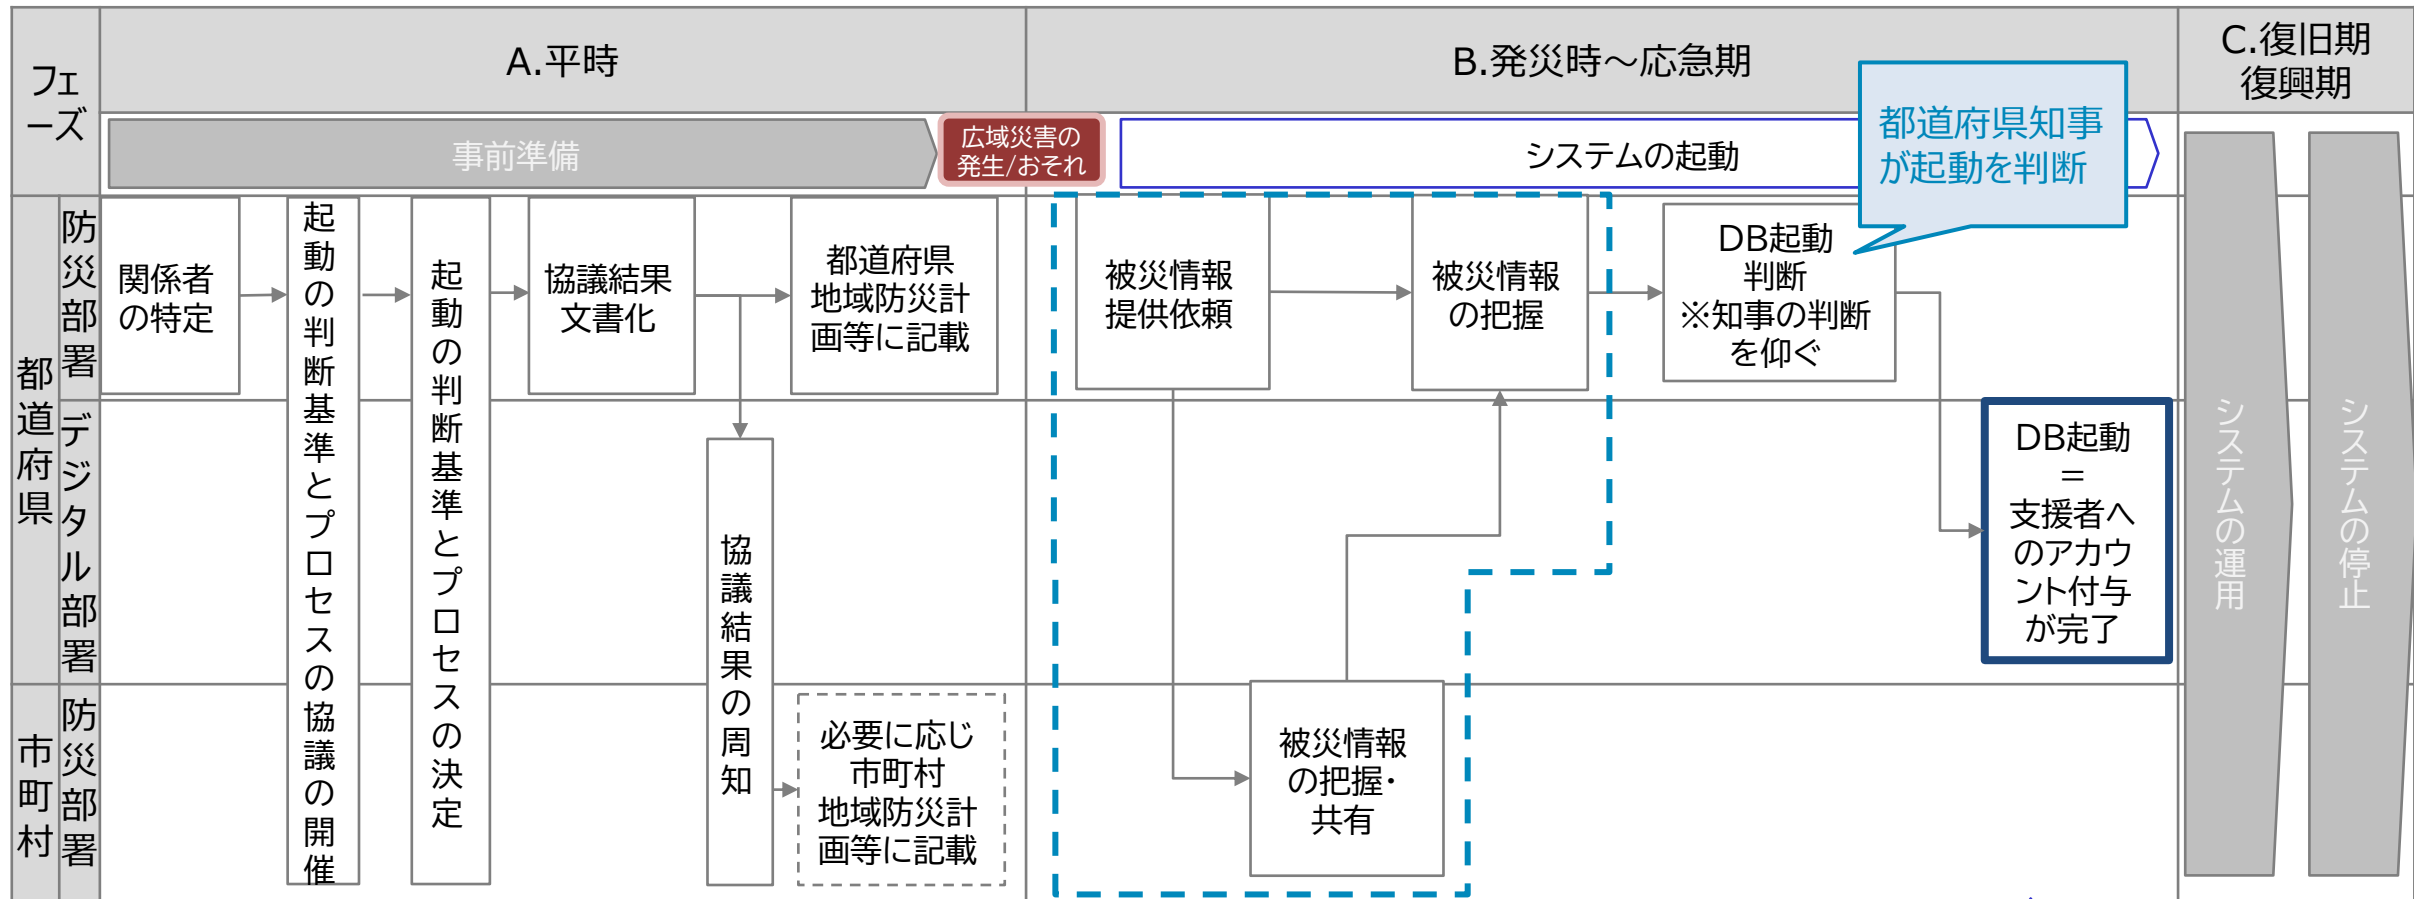 フェ
ーズ
A.平時
B.発災時～応急期
C.復旧期
復興期
事前準備
広域災害の
発生/おそれ
システムの起動
都道府県知事
が起動を判断
都道府県
防災部署
デジタル部署
市町村
防災部署
関係者
の特定
起動の判断基準とプロセスの協議の開催
起動の判断基準とプロセスの決定
協議結果
文書化
都道府県
地域防災計
画等に記載
協議結果の周知
必要に応じ
市町村
地域防災計
画等に記載
被災情報
提供依頼
被災情報
の把握
被災情報
の把握・
共有
DB起動
判断
※知事の判断
を仰ぐ
DB起動
＝
支援者へ
のアカウ
ント付与
が完了
システムの運用
システムの停止